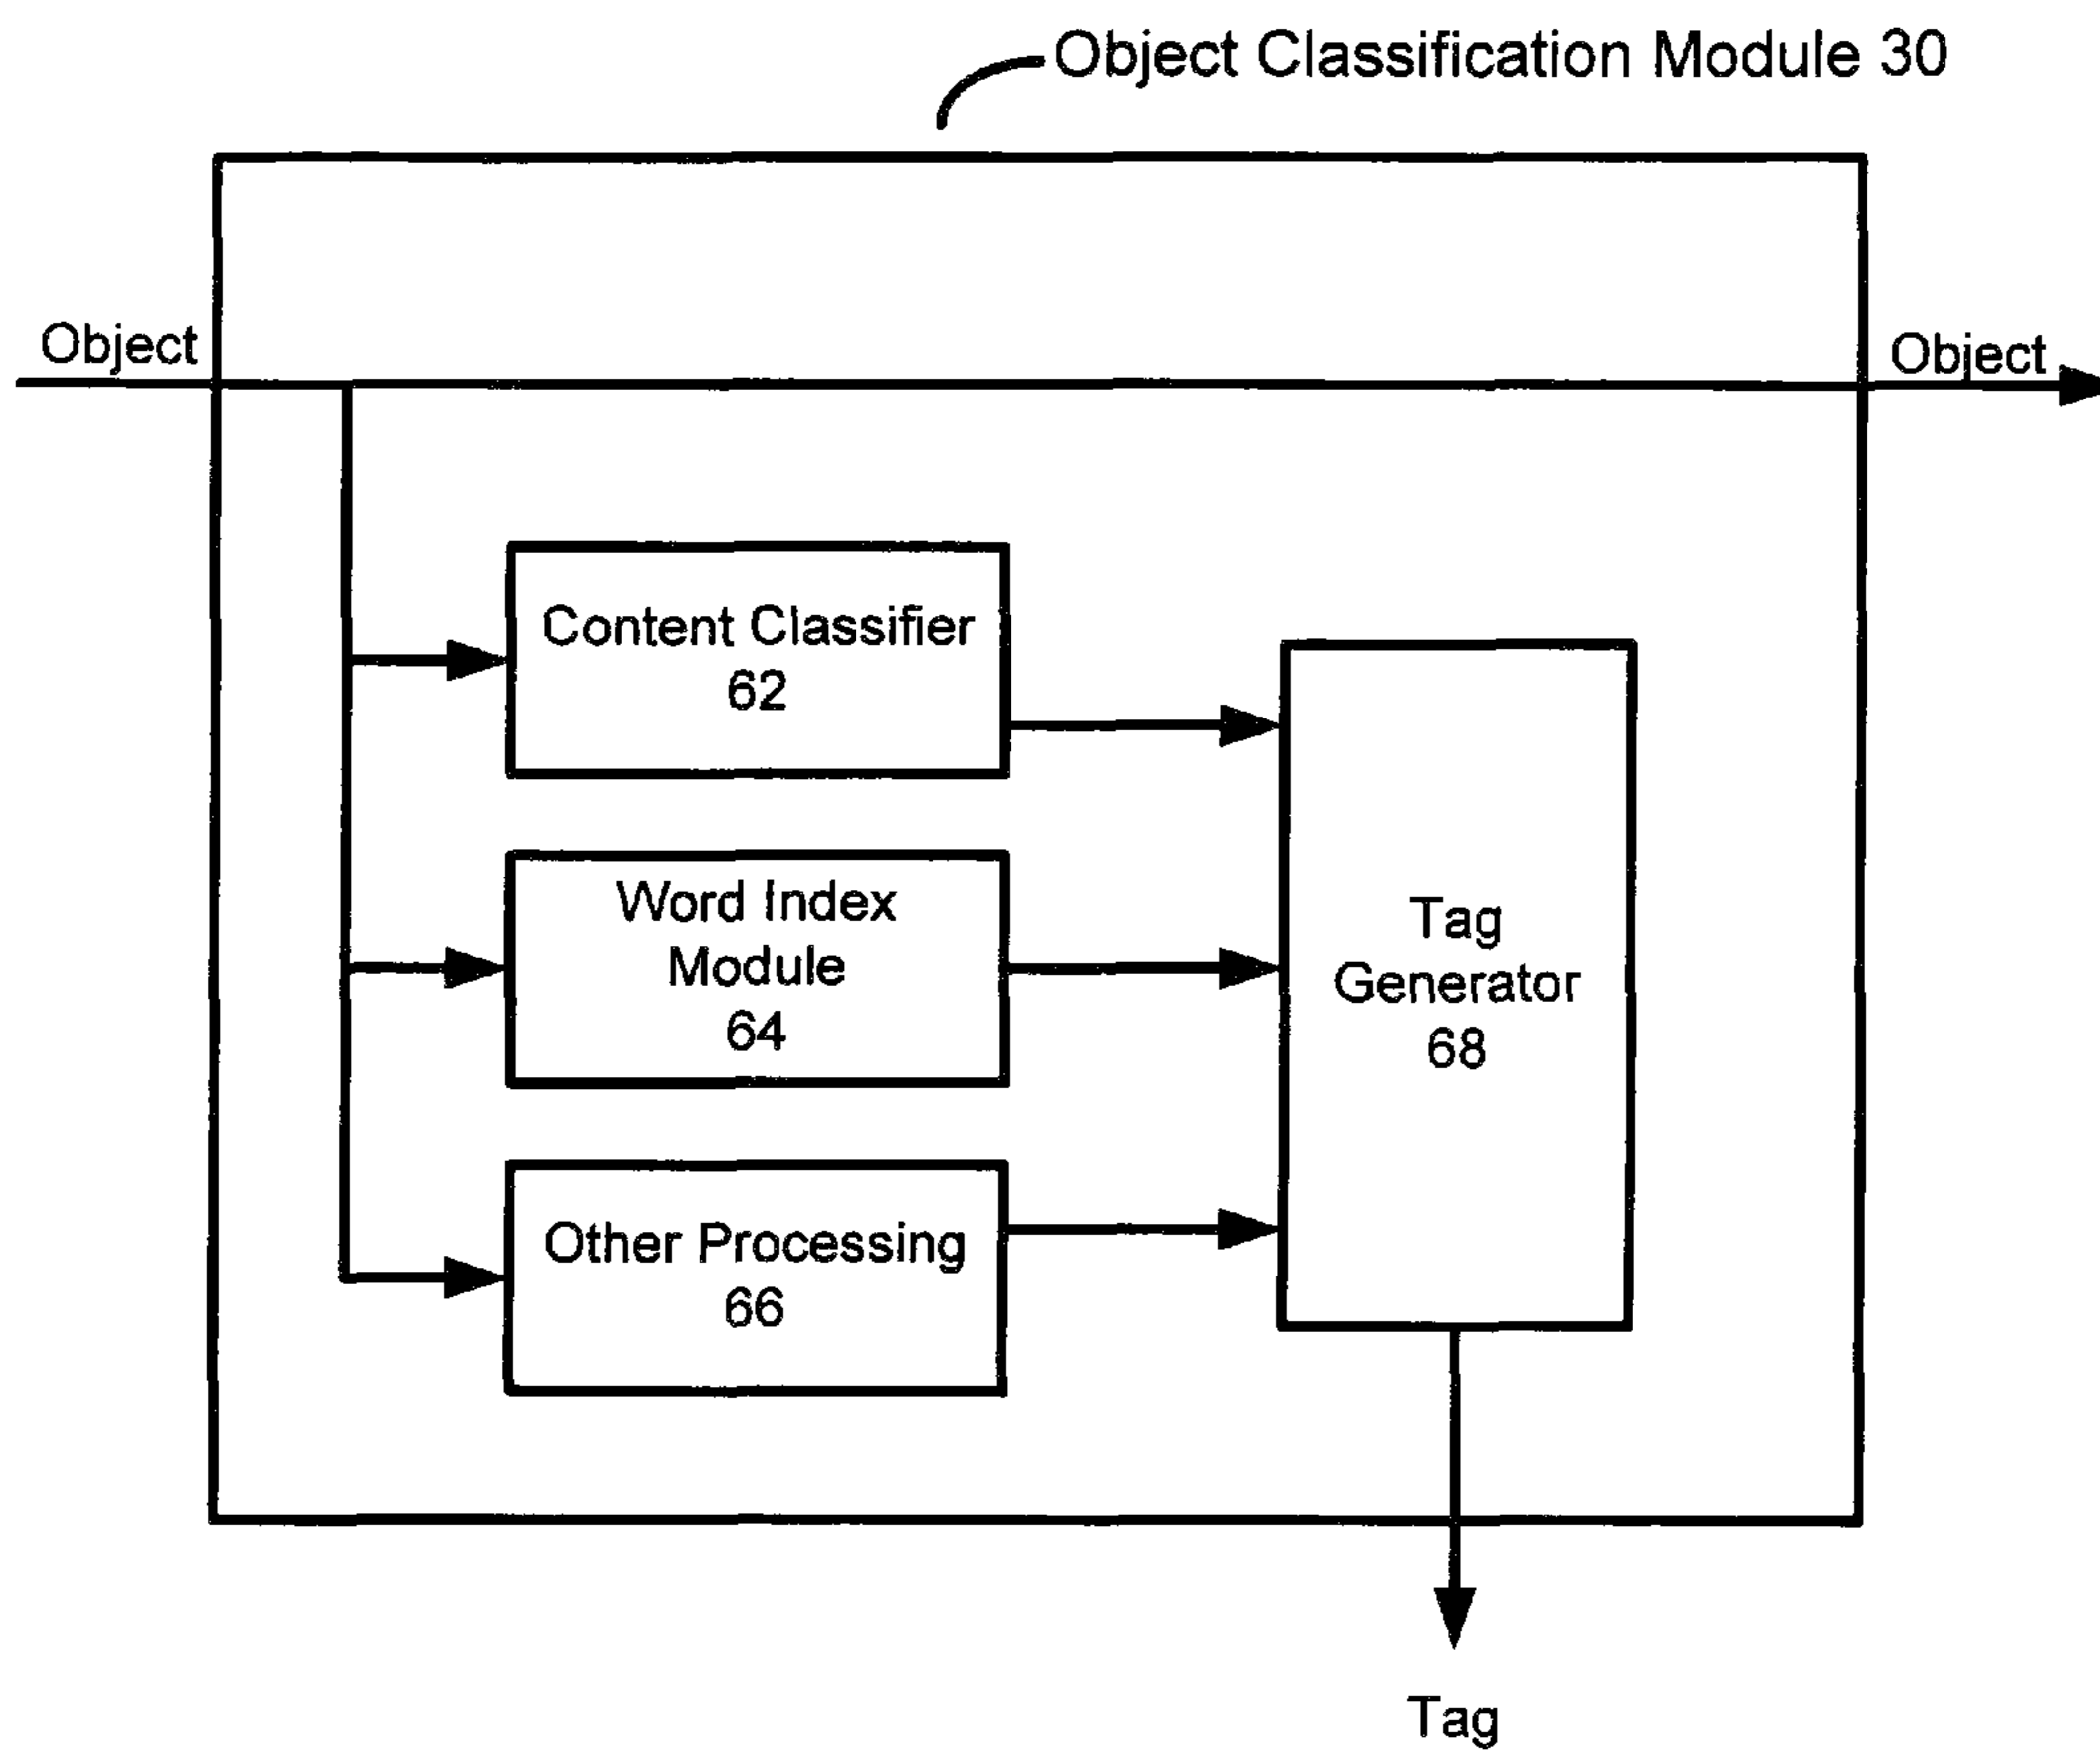 Object Classification Module 30
Object
Object
Content Classifier
62
Word Index
Module
64
Other Processing
66
Tag
Generator
68
Tag